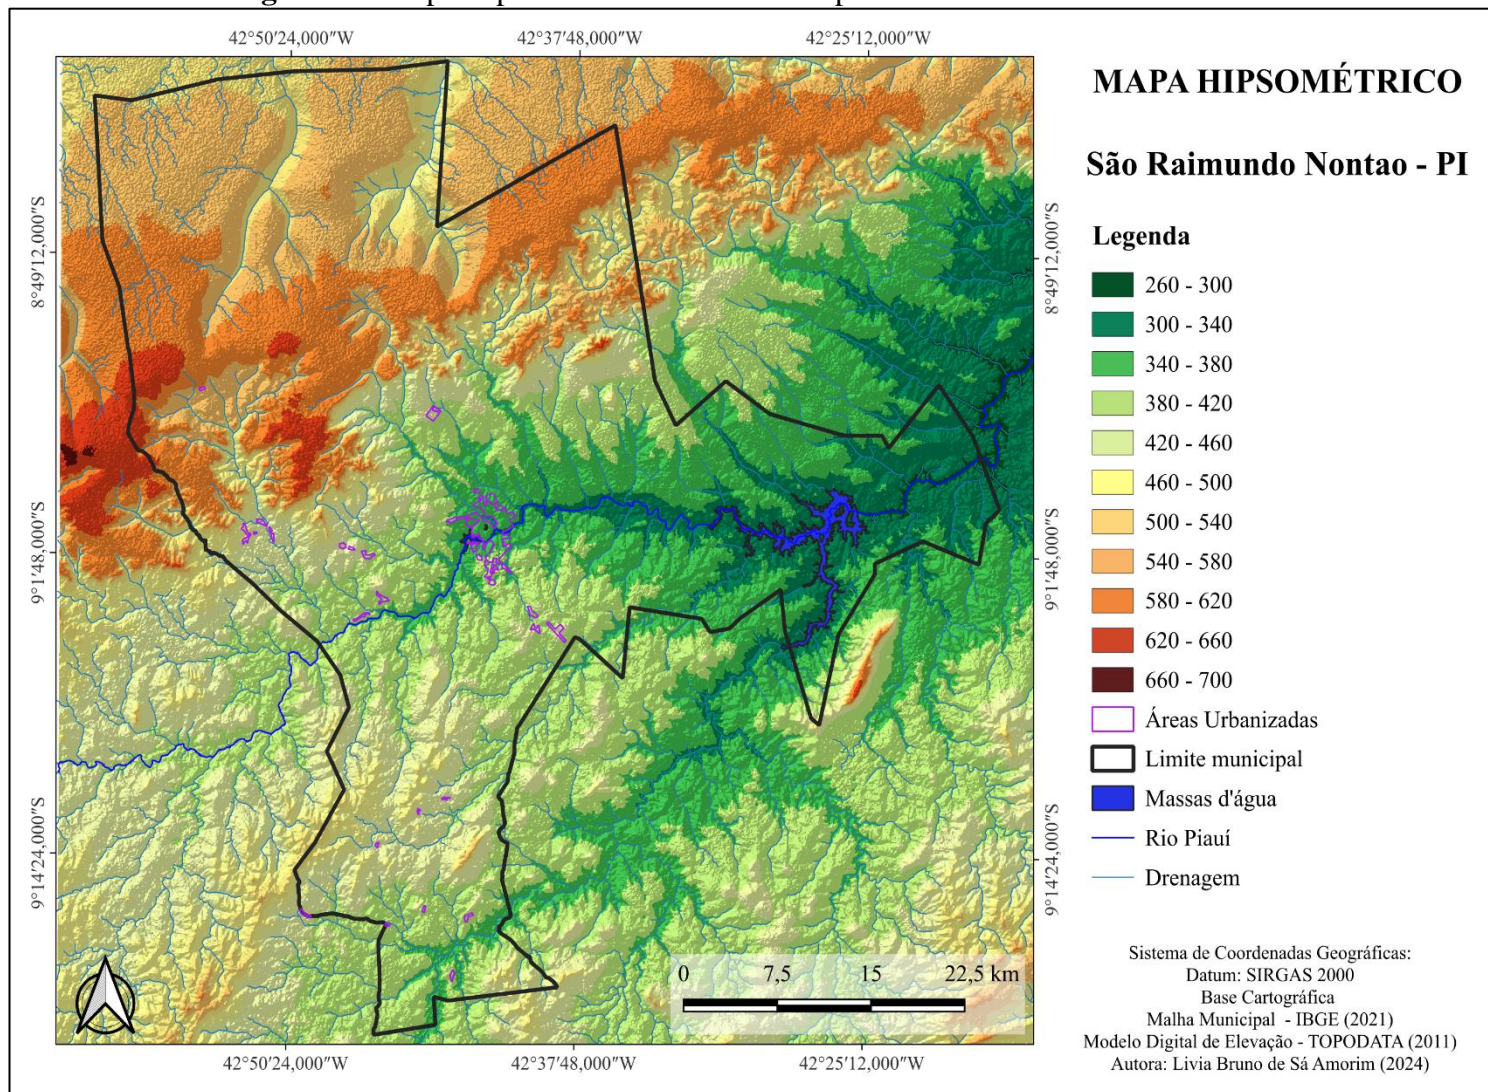 42°50'24,000"W 42°37'48,000"W 42°25'12,000"W
8°49'12,000"S
9°1'48,000"S
9°14'24,000"S
8°49'12,000"S
9°1'48,000"S
9°14'24,000"S
0 7,5 15 22,5 km
42°50'24,000"W 42°37'48,000"W 42°25'12,000"W
MAPA HIPSOMÉTRICO
São Raimundo Nontao - PI
Legenda
260 - 300
300 - 340
340 - 380
380 - 420
420 - 460
460 - 500
500 - 540
540 - 580
580 - 620
620 - 660
660 - 700
Áreas Urbanizadas
Limite municipal
Massas d'água
Rio Piauí
Drenagem
Sistema de Coordenadas Geográficas:
Datum: SIRGAS 2000
Base Cartográfica
Malha Municipal - IBGE (2021)
Modelo Digital de Elevação - TOPODATA (2011)
Autora: Livia Bruno de Sá Amorim (2024)